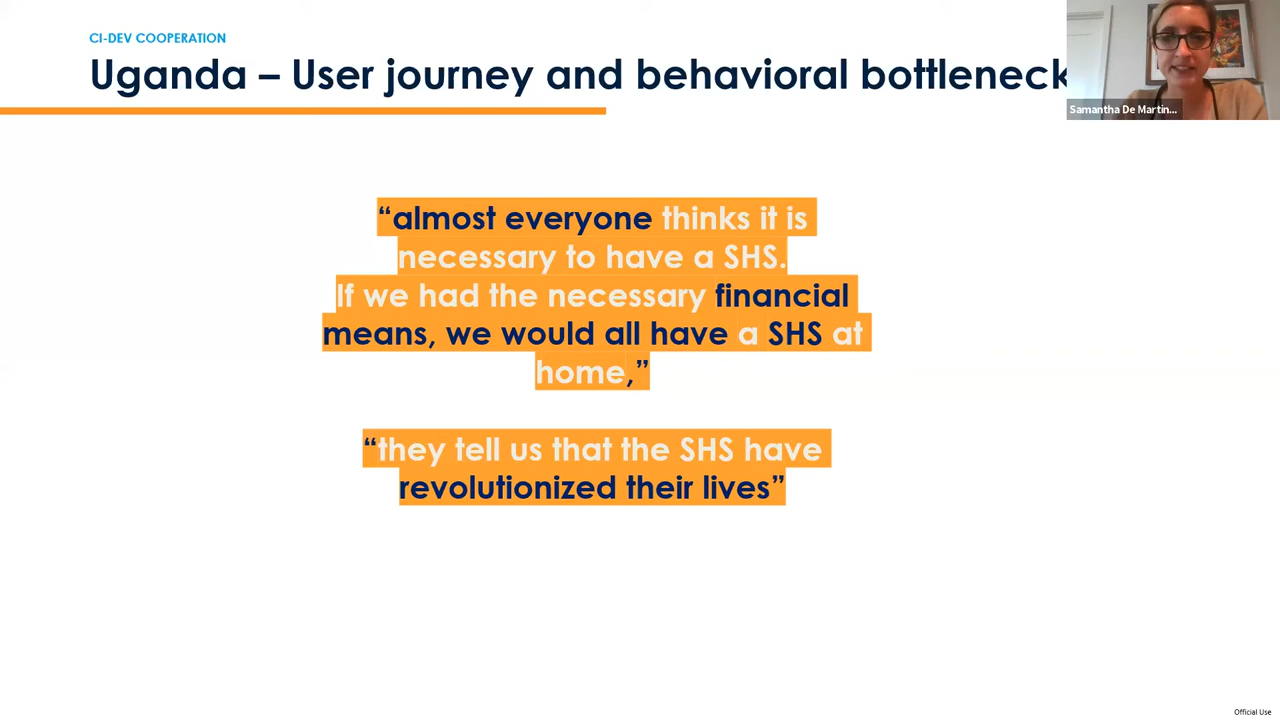 CI-DEV COOPERATION
Uganda – User journey and behavioral bottleneck
Samantha De Martin...
“almost everyone thinks it is
necessary to have a SHS.
If we had the necessary financial
means, we would all have a SHS at
home,”
“they tell us that the SHS have
revolutionized their lives”
Official Use